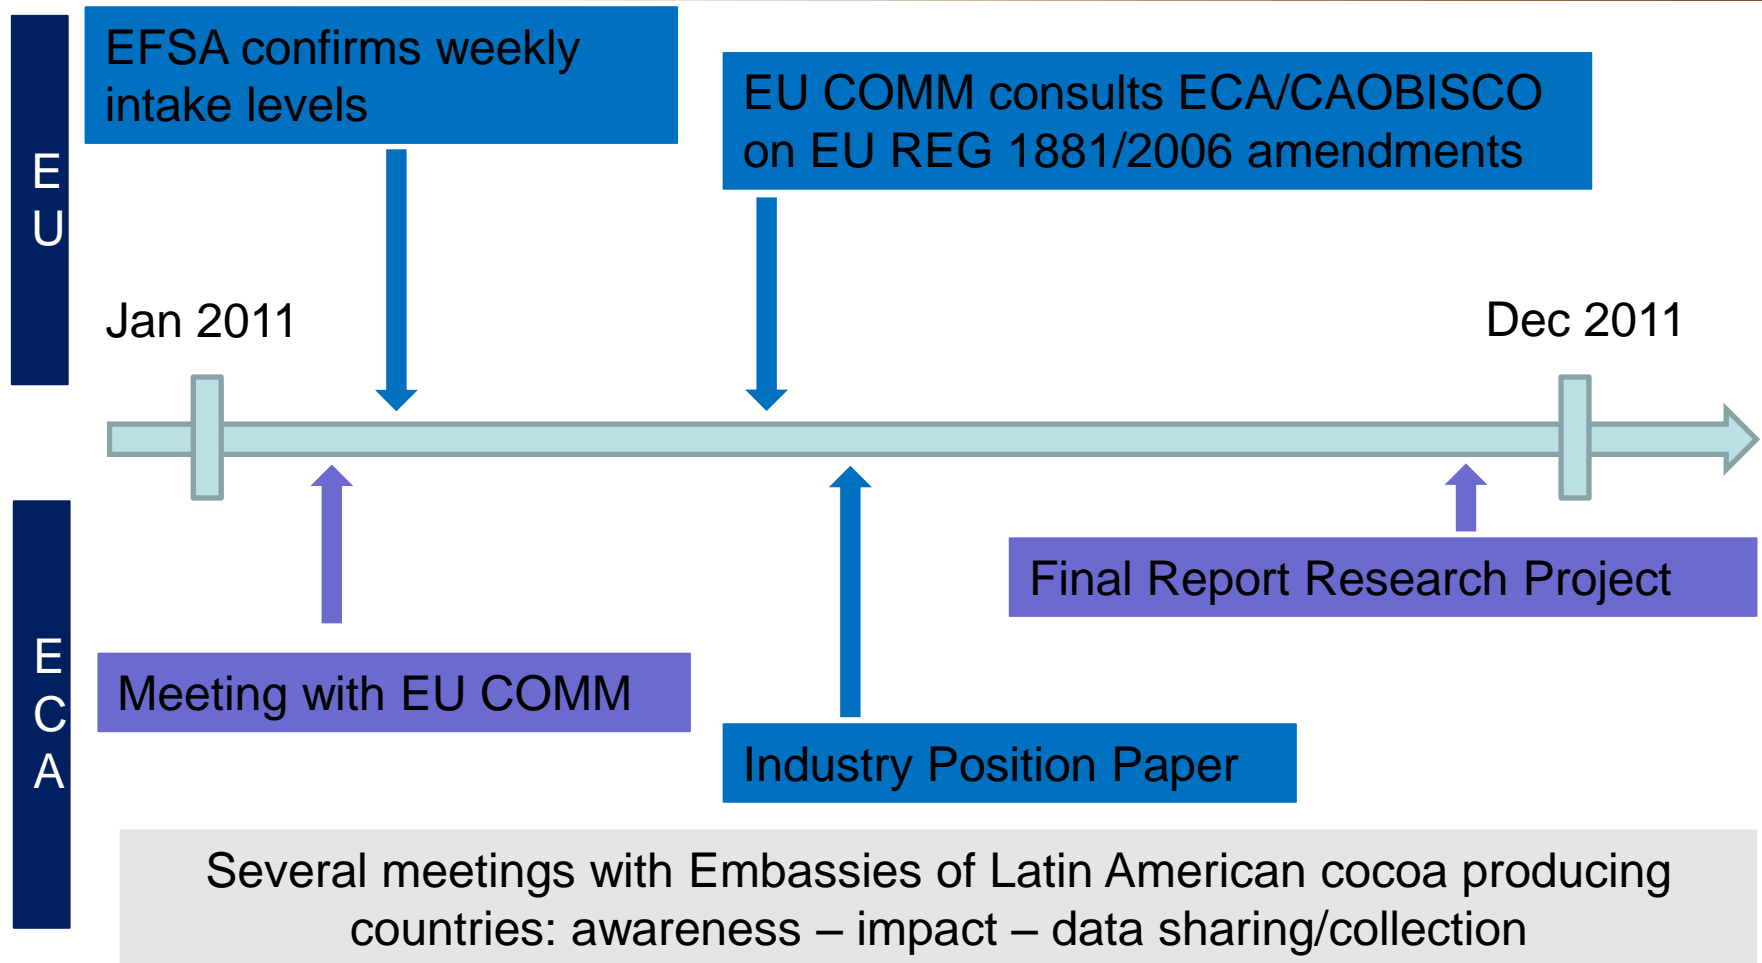 EU
EFSA confirms weekly
intake levels
EU COMM consults ECA/CAOBISCO
on EU REG 1881/2006 amendments
Jan 2011
Dec 2011
ECA
Meeting with EU COMM
Industry Position Paper
Final Report Research Project
Several meetings with Embassies of Latin American cocoa producing
countries: awareness – impact – data sharing/collection